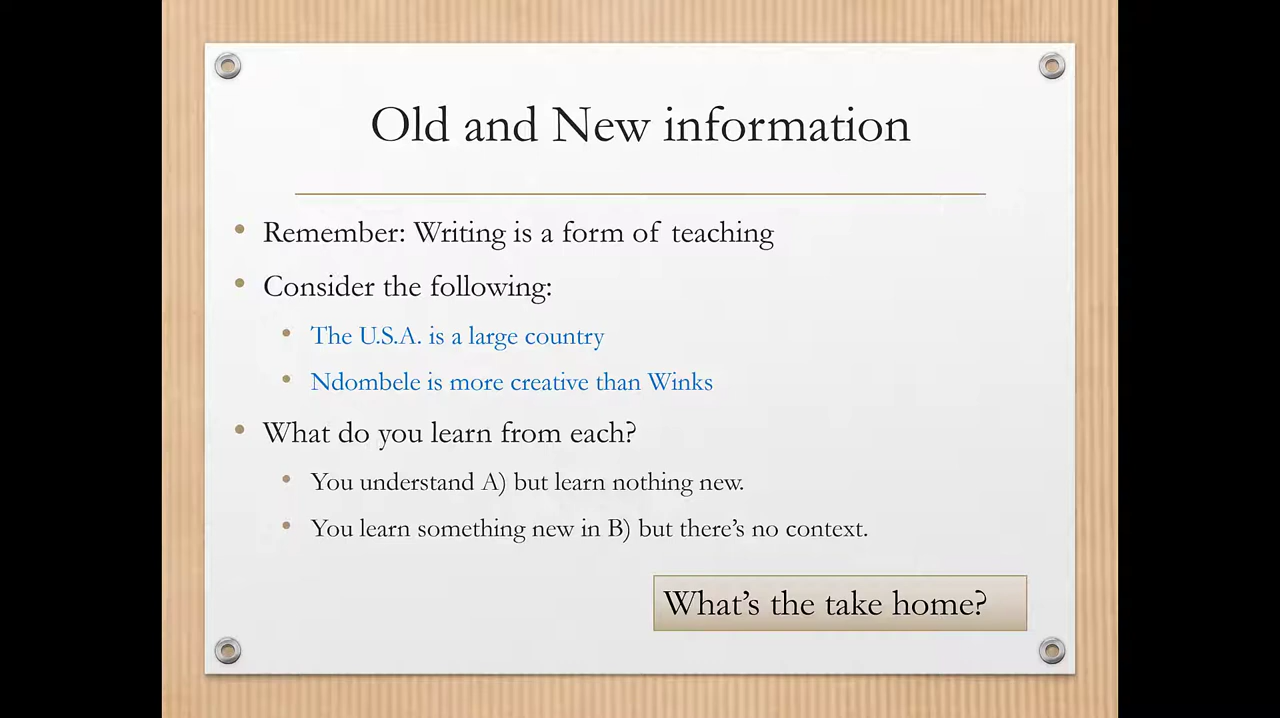 Old and New information
Remember: Writing is a form of teaching
Consider the following:
The U.S.A. is a large country
Ndombele is more creative than Winks
What do you learn from each?
You understand A) but learn nothing new.
You learn something new in B) but there’s no context.
What’s the take home?